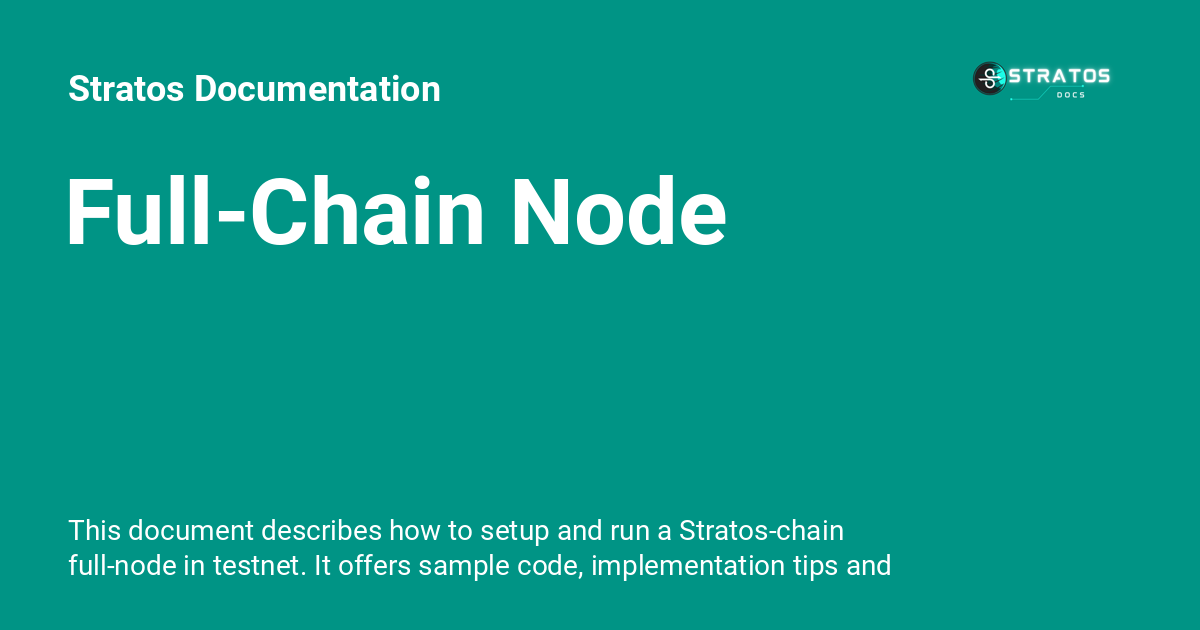 Stratos Documentation
STRATOS
DOCS
Full-Chain Node
This document describes how to setup and run a Stratos-chain
full-node in testnet. It offers sample code, implementation tips and